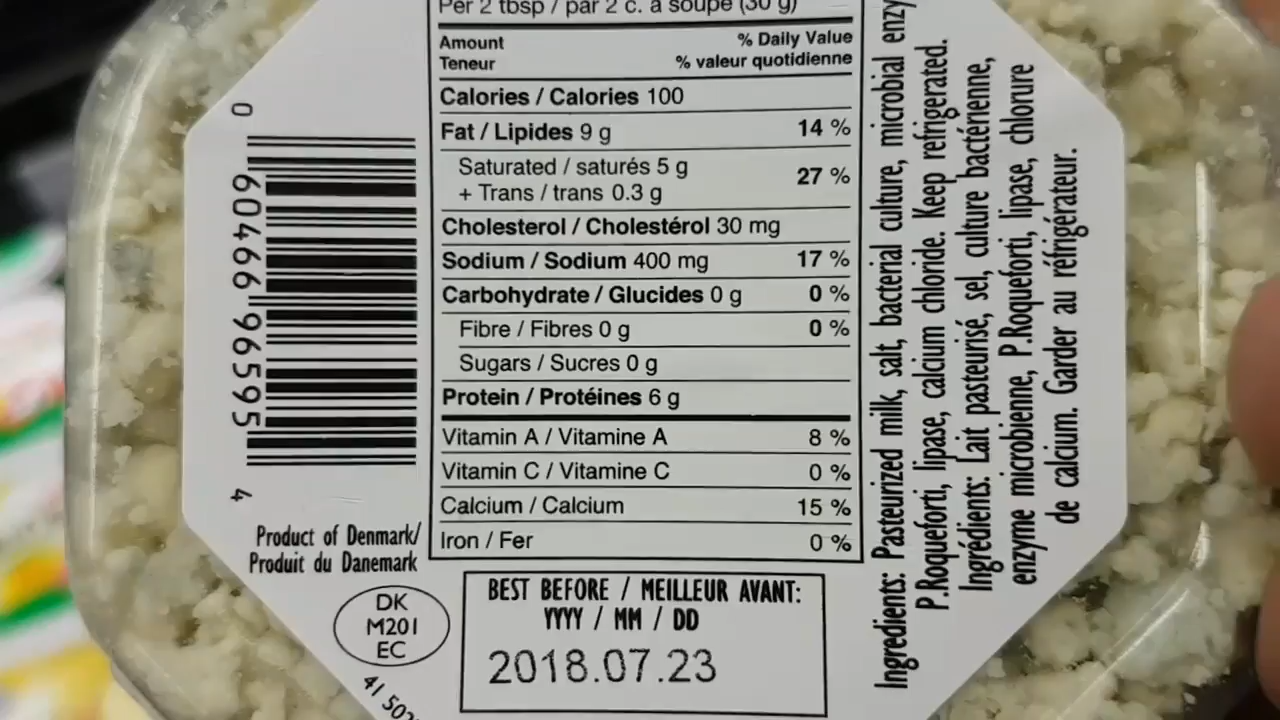 Per 2 tbsp / par 2 c. à soupe (30 g)
Amount
Teneur
% Daily Value
% valeur quotidienne
Calories / Calories 100
Fat / Lipides 9 g 14 %
Saturated / saturés 5 g
+ Trans / trans 0.3 g
27 %
Cholesterol / Cholestérol 30 mg
Sodium / Sodium 400 mg 17 %
Carbohydrate / Glucides 0 g 0 %
Fibre / Fibres 0 g 0 %
Sugars / Sucres 0 g
Protein / Protéines 6 g
Vitamin A / Vitamine A 8 %
Vitamin C / Vitamine C 0 %
Calcium / Calcium 15 %
Iron / Fer 0 %
0 60466 96595 4
Product of Denmark/
Produit du Danemark
DK
M201
EC
BEST BEFORE / MEILLEUR AVANT:
YYYY / MM / DD
2018.07.23
Ingredients: Pasteurized milk, salt, bacterial culture, microbial
P.Roqueforti, lipase, calcium chloride. Keep refrigerated.
Ingrédients: Lait pasteurisé, sel, culture bactérienne,
enzyme microbienne, P.Roqueforti, lipase, chlorure
de calcium. Garder au réfrigérateur.